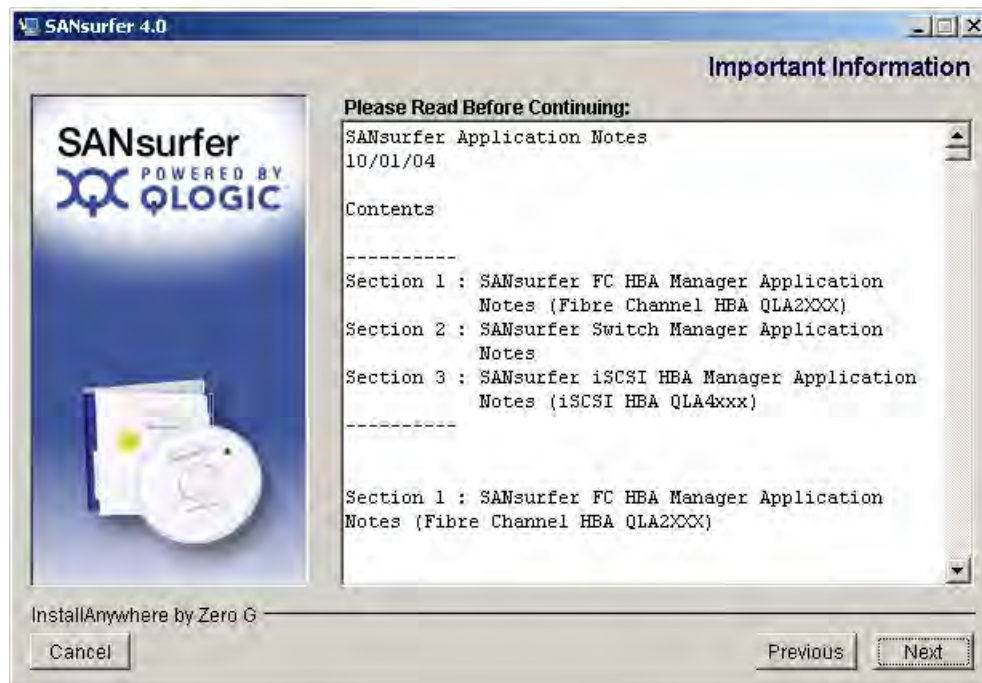 SANsurfer 4.0
Important Information
SANsurfer
POWERED BY
QLOGIC
Please Read Before Continuing:
SANsurfer Application Notes
10/01/04
Contents
----------
Section 1 : SANsurfer FC HBA Manager Application
Notes (Fibre Channel HBA QLA2XXX)
Section 2 : SANsurfer Switch Manager Application
Notes
Section 3 : SANsurfer iSCSI HBA Manager Application
Notes (iSCSI HBA QLA4xxx)
----------
Section 1 : SANsurfer FC HBA Manager Application
Notes (Fibre Channel HBA QLA2XXX)
InstallAnywhere by Zero G
Cancel
Previous
Next